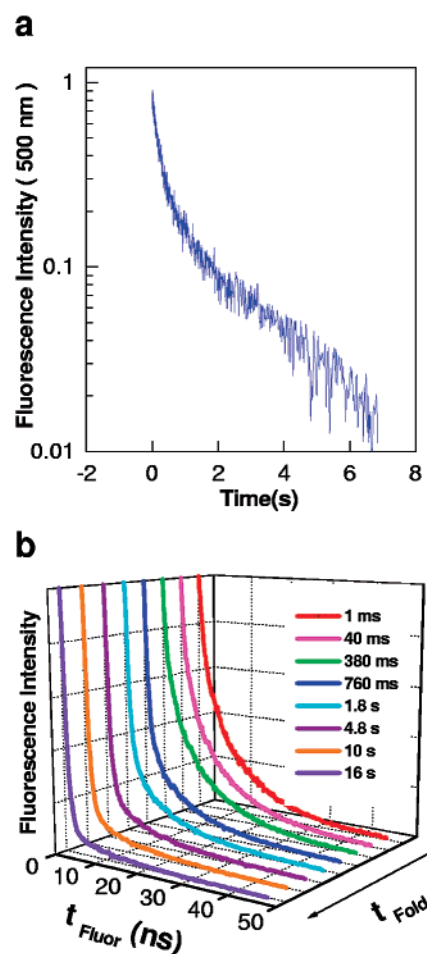 a
Fluorescence Intensity ( 500 nm)
1
0.1
0.01
-2 0 2 4 6 8
Time(s)
b
Fluorescence Intensity
0
1 ms
40 ms
380 ms
760 ms
1.8 s
4.8 s
10 s
16 s
10 20 30 40 50
t Fluor (ns)
t Fold